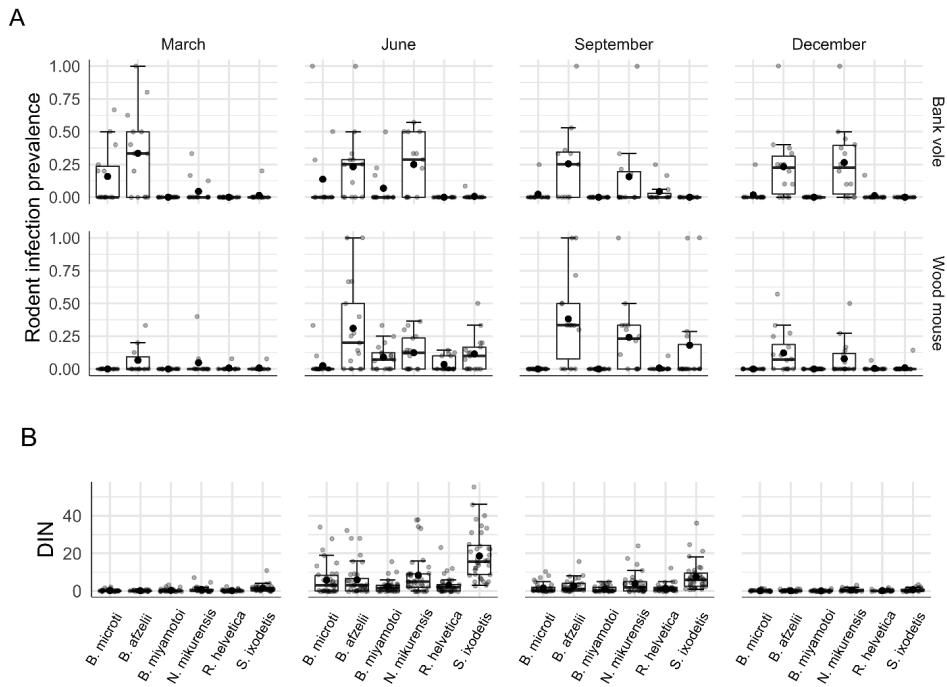 A
March June September December
Rodent infection prevalence
1.00
0.75
0.50
0.25
0.00
Bank vole
1.00
0.75
0.50
0.25
0.00
Wood mouse
B
DIN
40
20
0
B. microti B. afzelii B. miyamotoi N. mikurensis R. helvetica S. ixodetis B. microti B. afzelii B. miyamotoi N. mikurensis R. helvetica S. ixodetis B. microti B. afzelii B. miyamotoi N. mikurensis R. helvetica S. ixodetis B. microti B. afzelii B. miyamotoi N. mikurensis R. helvetica S. ixodetis